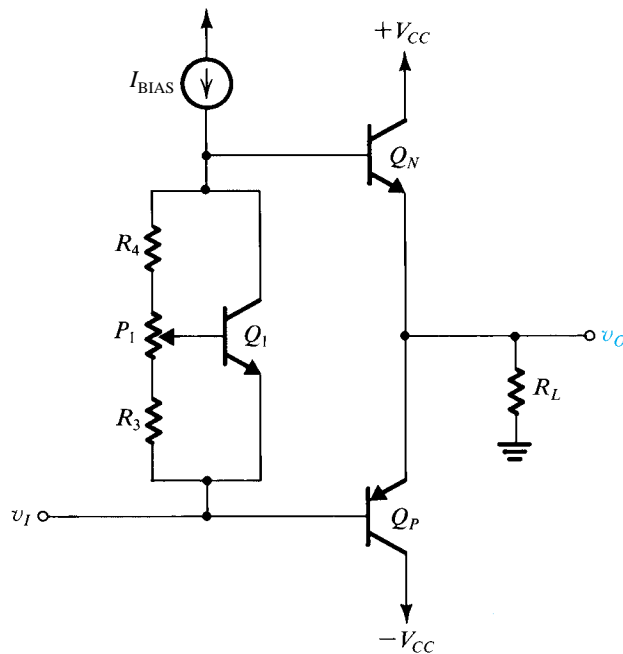 +V_CC
I_BIAS
Q_N
R_4
P_1
Q_1
v_O
R_3
R_L
v_I
Q_P
−V_CC